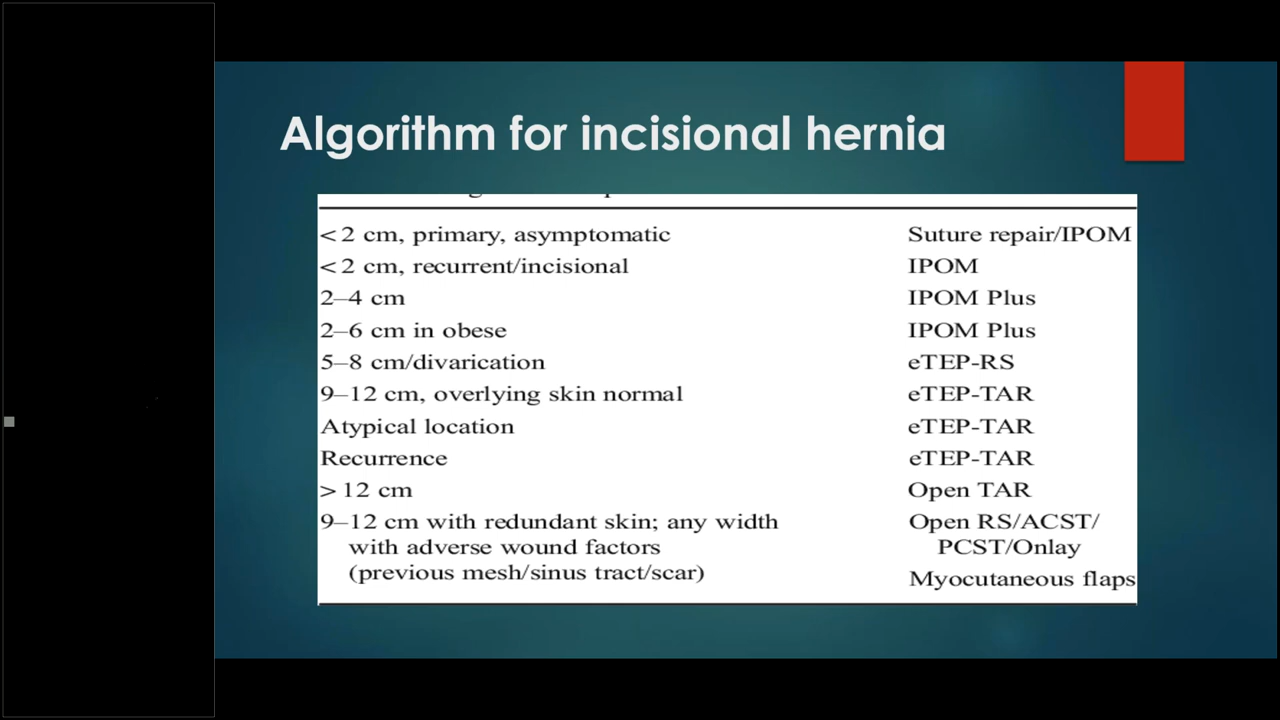 Algorithm for incisional hernia
< 2 cm, primary, asymptomatic Suture repair/IPOM
< 2 cm, recurrent/incisional IPOM
2–4 cm IPOM Plus
2–6 cm in obese IPOM Plus
5–8 cm/divarication eTEP-RS
9–12 cm, overlying skin normal eTEP-TAR
Atypical location eTEP-TAR
Recurrence eTEP-TAR
> 12 cm Open TAR
9–12 cm with redundant skin; any width Open RS/ACST/
with adverse wound factors PCST/Onlay
(previous mesh/sinus tract/scar) Myocutaneous flaps